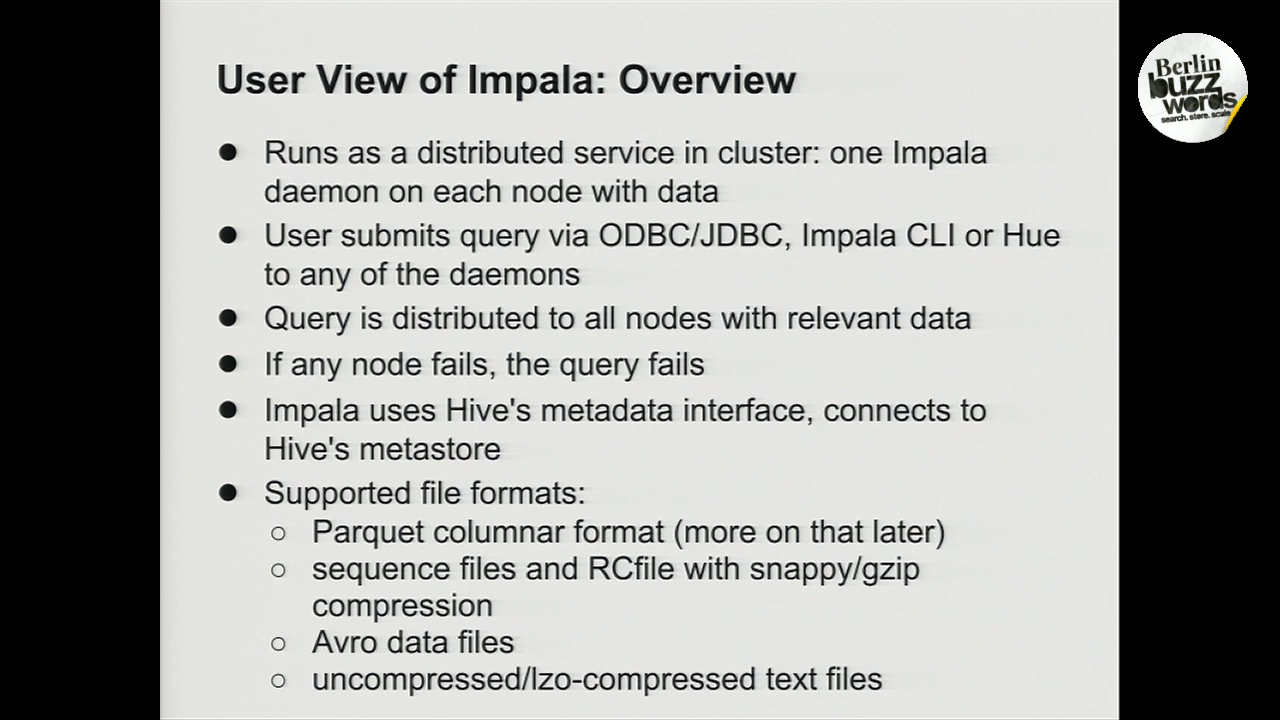 User View of Impala: Overview
● Runs as a distributed service in cluster: one Impala
daemon on each node with data
● User submits query via ODBC/JDBC, Impala CLI or Hue
to any of the daemons
● Query is distributed to all nodes with relevant data
● If any node fails, the query fails
● Impala uses Hive's metadata interface, connects to
Hive's metastore
● Supported file formats:
○ Parquet columnar format (more on that later)
○ sequence files and RCfile with snappy/gzip
compression
○ Avro data files
○ uncompressed/lzo-compressed text files
Berlin
buzz
words
search. store. scale